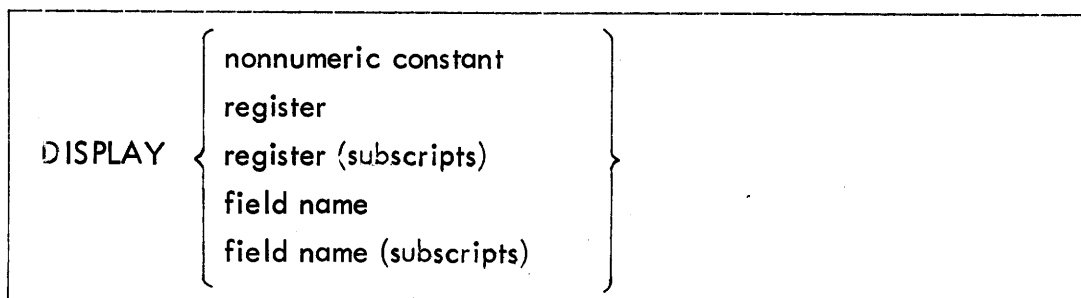 nonnumeric constant
register
DISPLAY register (subscripts)
field name
field name (subscripts)